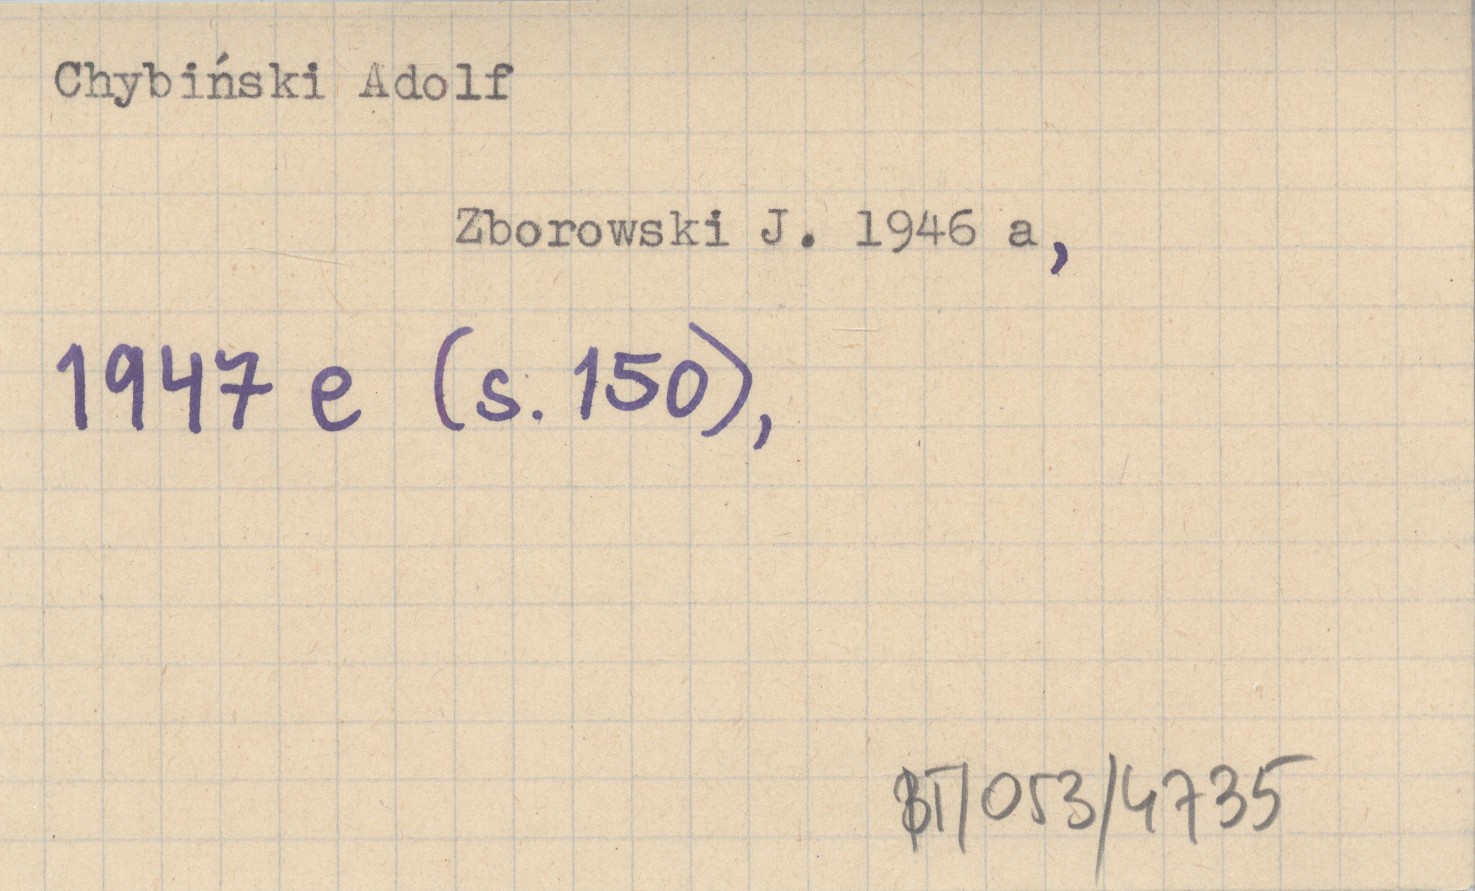 Chybiński Adolf
Zborowski J. 1946 a,
1947 e (s. 150),
BT/053/4735